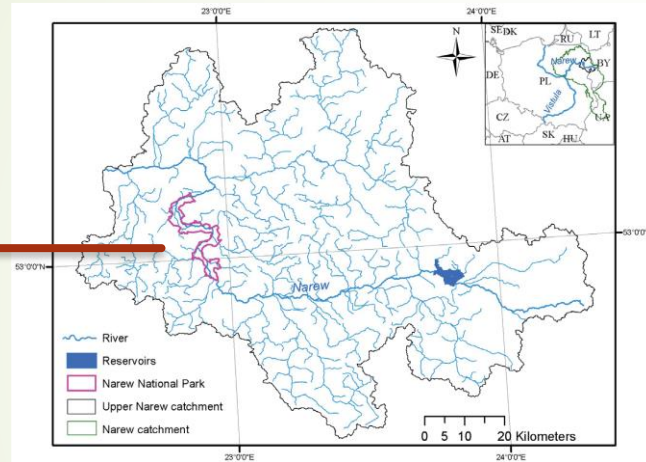 23°0'0"E
24°0'0"E
N
SE DK
RU
LT
Narew
BY
DE
PL
Vistula
UA
CZ
SK
AT
HU
53°0'0"N
53°0'0"N
Narew
River
Reservoirs
Narew National Park
Upper Narew catchment
Narew catchment
0 5 10 20 Kilometers
23°0'0"E
24°0'0"E